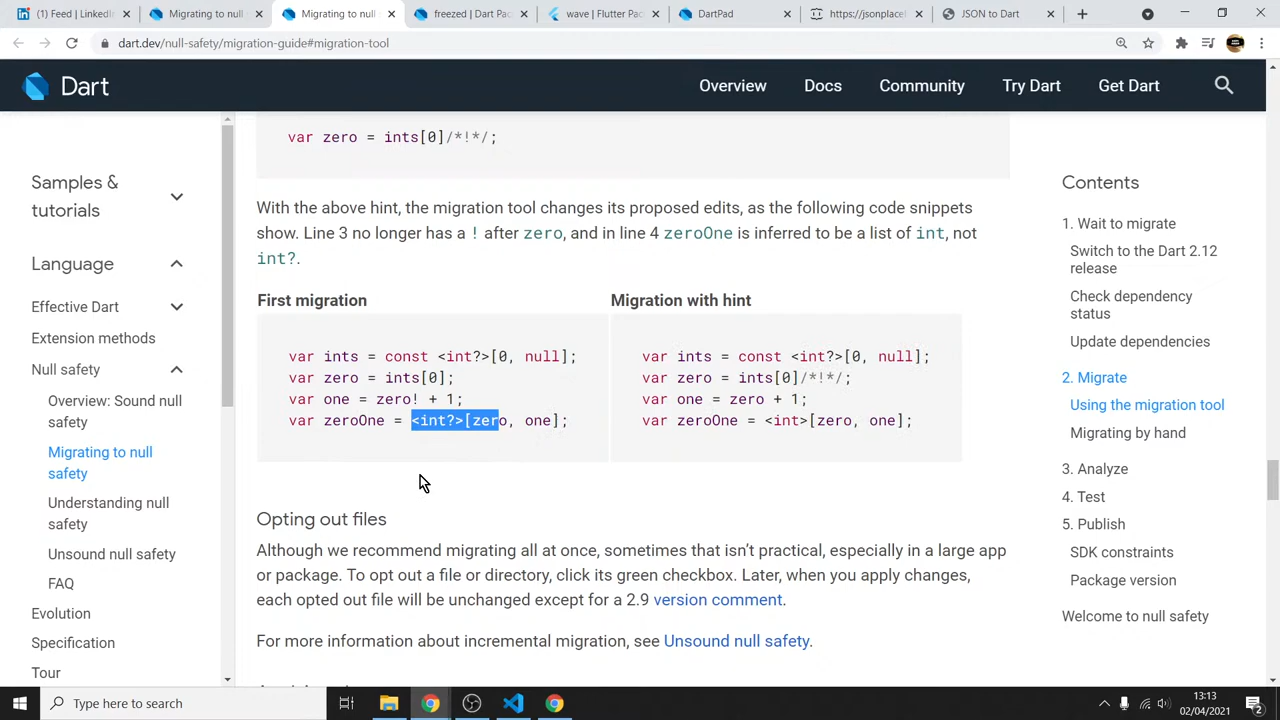 (1) Feed | LinkedIn
Migrating to null s
Migrating to null s
freezed | Dart Pac
wave | Flutter Pac
DartPad
https://jsonplacef
JSON to Dart
dart.dev/null-safety/migration-guide#migration-tool
Dart
Overview
Docs
Community
Try Dart
Get Dart
Samples &
tutorials
Language
Effective Dart
Extension methods
Null safety
Overview: Sound null
safety
Migrating to null
safety
Understanding null
safety
Unsound null safety
FAQ
Evolution
Specification
Tour
var zero = ints[0]/*!*/;
With the above hint, the migration tool changes its proposed edits, as the following code snippets
show. Line 3 no longer has a ! after zero, and in line 4 zeroOne is inferred to be a list of int, not
int?.
First migration
var ints = const <int?>[0, null];
var zero = ints[0];
var one = zero! + 1;
var zeroOne = <int?>[zero, one];
Migration with hint
var ints = const <int?>[0, null];
var zero = ints[0]/*!*/;
var one = zero + 1;
var zeroOne = <int>[zero, one];
Opting out files
Although we recommend migrating all at once, sometimes that isn't practical, especially in a large app
or package. To opt out a file or directory, click its green checkbox. Later, when you apply changes,
each opted out file will be unchanged except for a 2.9 version comment.
For more information about incremental migration, see Unsound null safety.
Contents
1. Wait to migrate
Switch to the Dart 2.12
release
Check dependency
status
Update dependencies
2. Migrate
Using the migration tool
Migrating by hand
3. Analyze
4. Test
5. Publish
SDK constraints
Package version
Welcome to null safety
Type here to search
13:13
02/04/2021
2